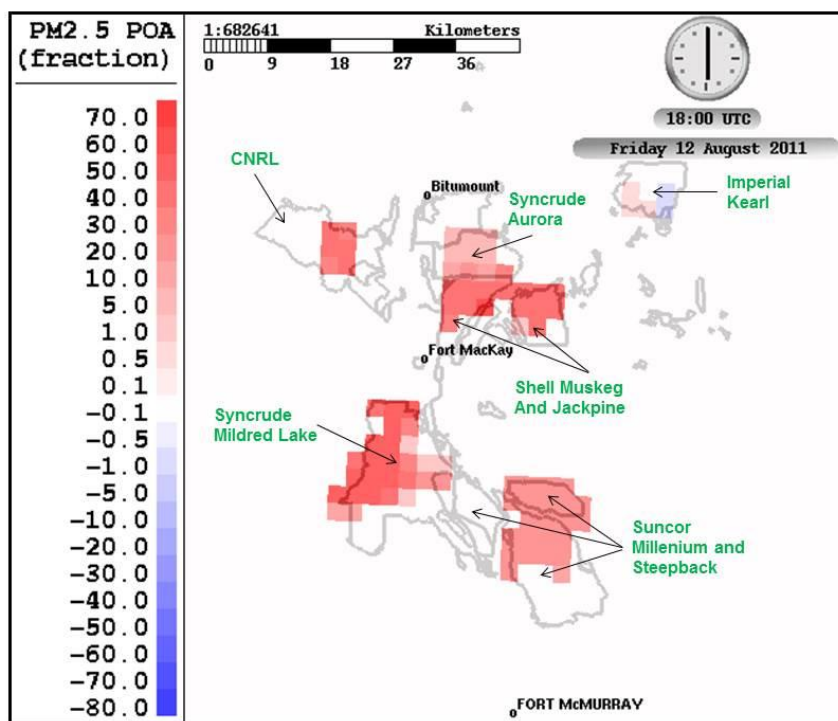 PM2.5 POA
(fraction)
70.0
60.0
50.0
40.0
30.0
20.0
10.0
5.0
1.0
0.5
0.1
-0.1
-0.5
-1.0
-5.0
-10.0
-20.0
-30.0
-40.0
-50.0
-60.0
-70.0
-80.0
1:682641 Kilometers
0 9 18 27 36
18:00 UTC
Friday 12 August 2011
CNRL
Bitumount
Syncrude
Aurora
Imperial
Kearl
Fort MacKay
Shell Muskeg
And Jackpine
Syncrude
Mildred Lake
Suncor
Millenium and
Steepback
FORT McMURRAY